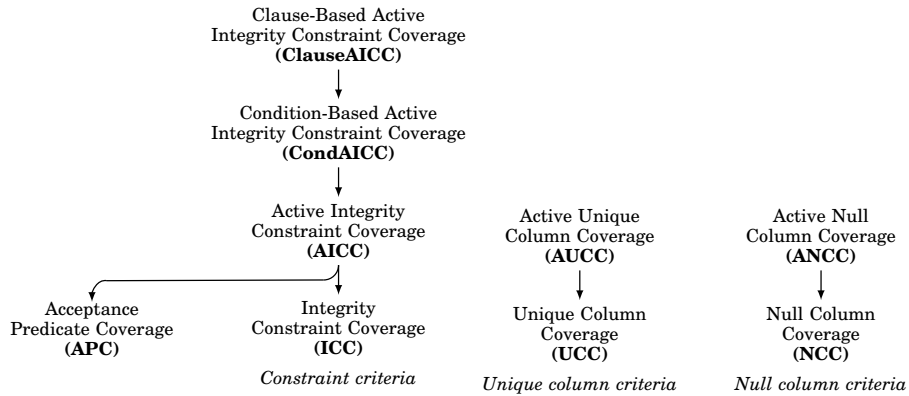 Clause-Based Active
Integrity Constraint Coverage
(ClauseAICC)
Condition-Based Active
Integrity Constraint Coverage
(CondAICC)
Active Integrity
Constraint Coverage
(AICC)
Active Unique
Column Coverage
(AUCC)
Active Null
Column Coverage
(ANCC)
Acceptance
Predicate Coverage
(APC)
Integrity
Constraint Coverage
(ICC)
Unique Column
Coverage
(UCC)
Null Column
Coverage
(NCC)
Constraint criteria
Unique column criteria
Null column criteria